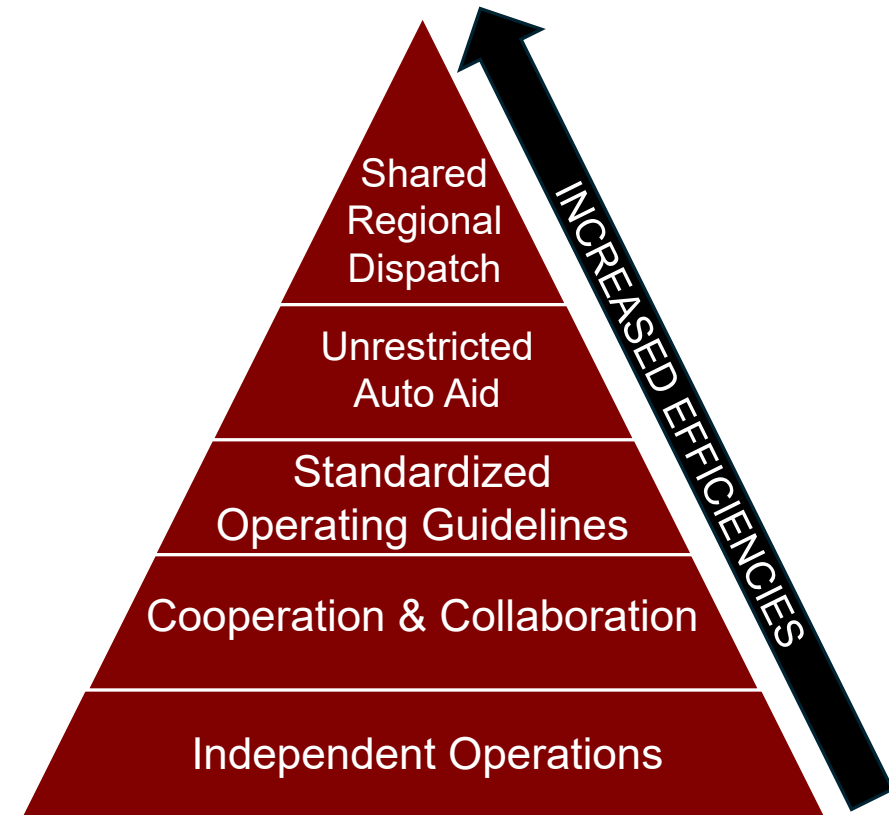 Shared
Regional
Dispatch
Unrestricted
Auto Aid
Standardized
Operating Guidelines
Cooperation & Collaboration
Independent Operations
INCREASED EFFICIENCIES